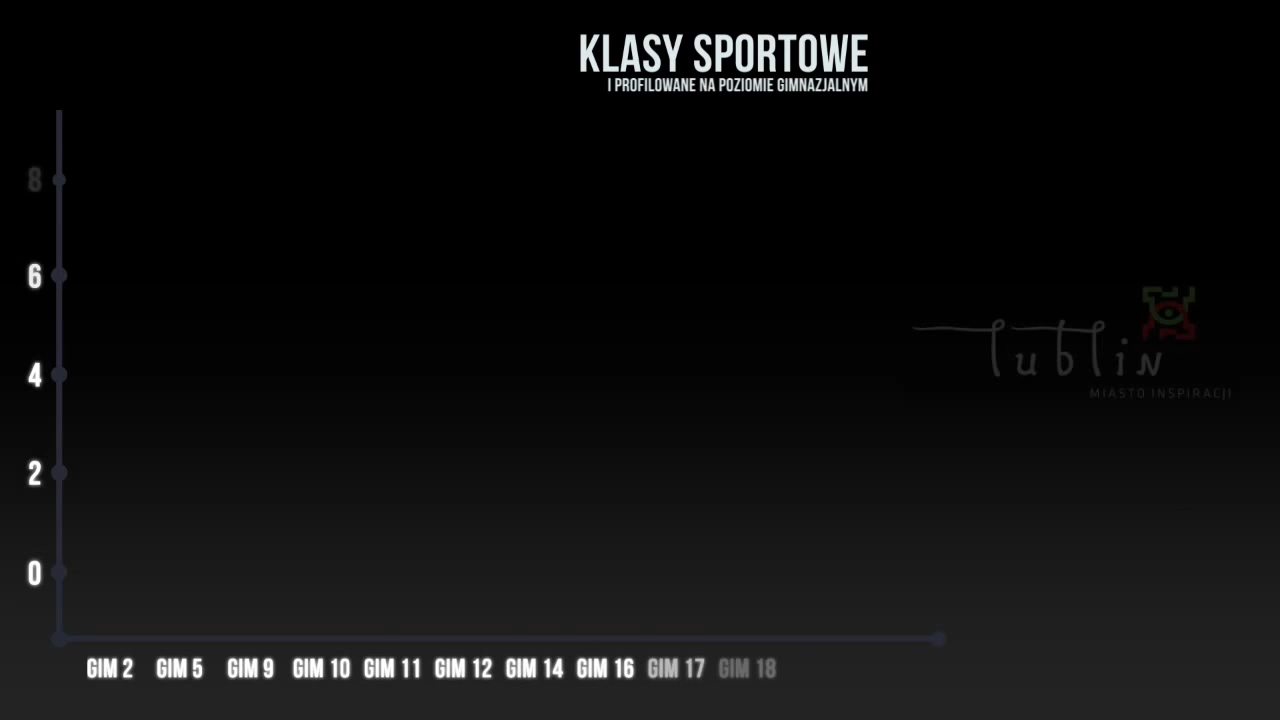 KLASY SPORTOWE
I PROFILOWANE NA POZIOMIE GIMNAZJALNYM
8
6
4
2
0
lublin
MIASTO INSPIRACJI
GIM 2 GIM 5 GIM 9 GIM 10 GIM 11 GIM 12 GIM 14 GIM 16 GIM 17 GIM 18